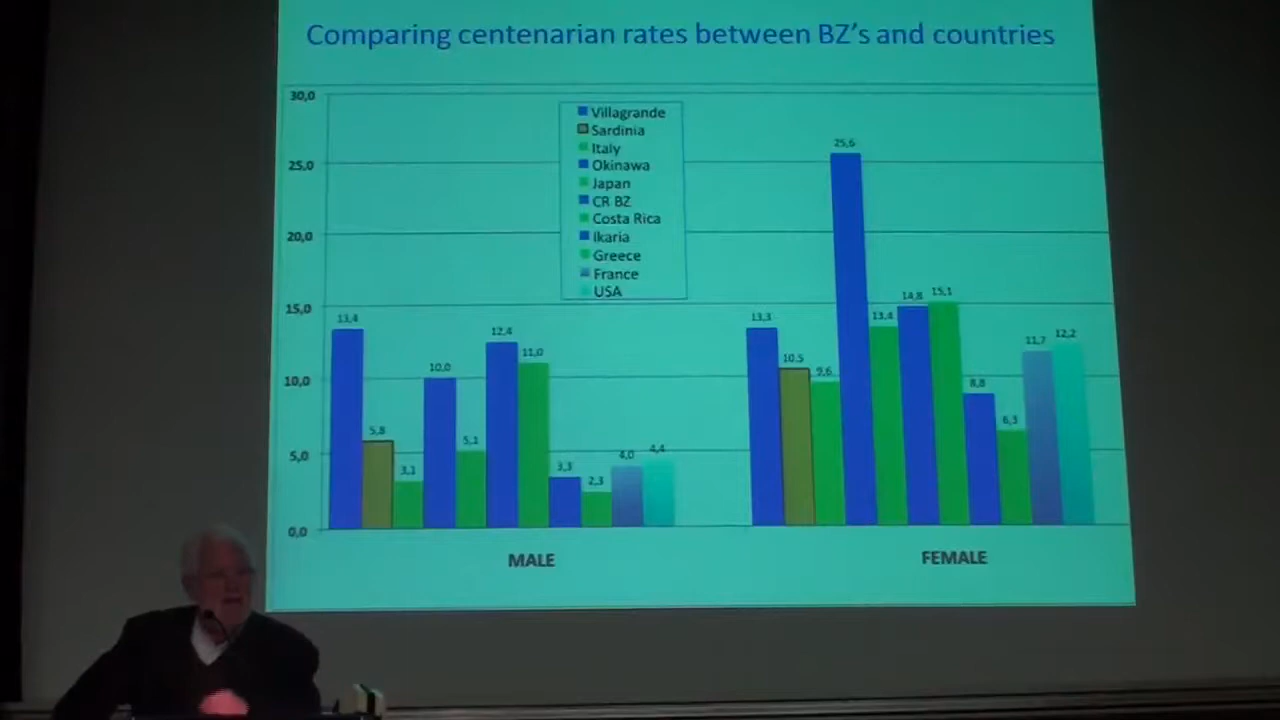 Comparing centenarian rates between BZ's and countries
30,0
25,0
20,0
15,0
10,0
5,0
0,0
Villagrande
Sardinia
Italy
Okinawa
Japan
CR BZ
Costa Rica
Ikaria
Greece
France
USA
13,4
5,8
3,1
10,0
5,1
12,4
11,0
3,3
2,3
4,0
4,4
13,3
10,5
9,6
25,6
13,4
14,8
15,1
8,8
6,3
11,7
12,2
MALE
FEMALE